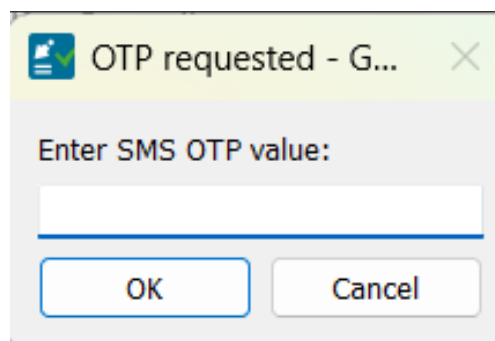 OTP requested - G...
Enter SMS OTP value:
OK
Cancel